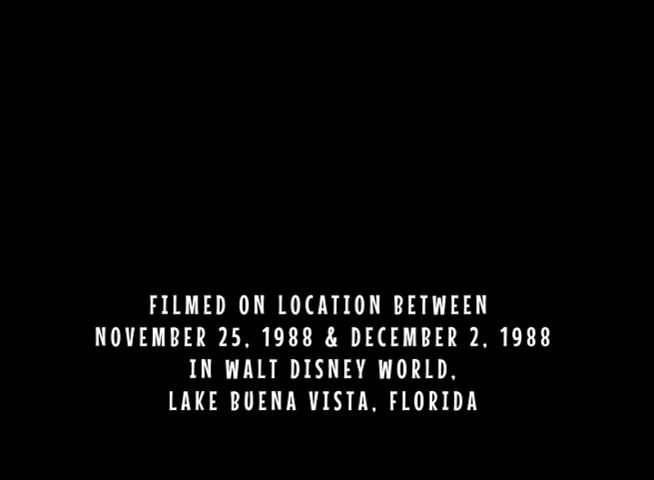 FILMED ON LOCATION BETWEEN
NOVEMBER 25, 1988 & DECEMBER 2, 1988
IN WALT DISNEY WORLD,
LAKE BUENA VISTA, FLORIDA